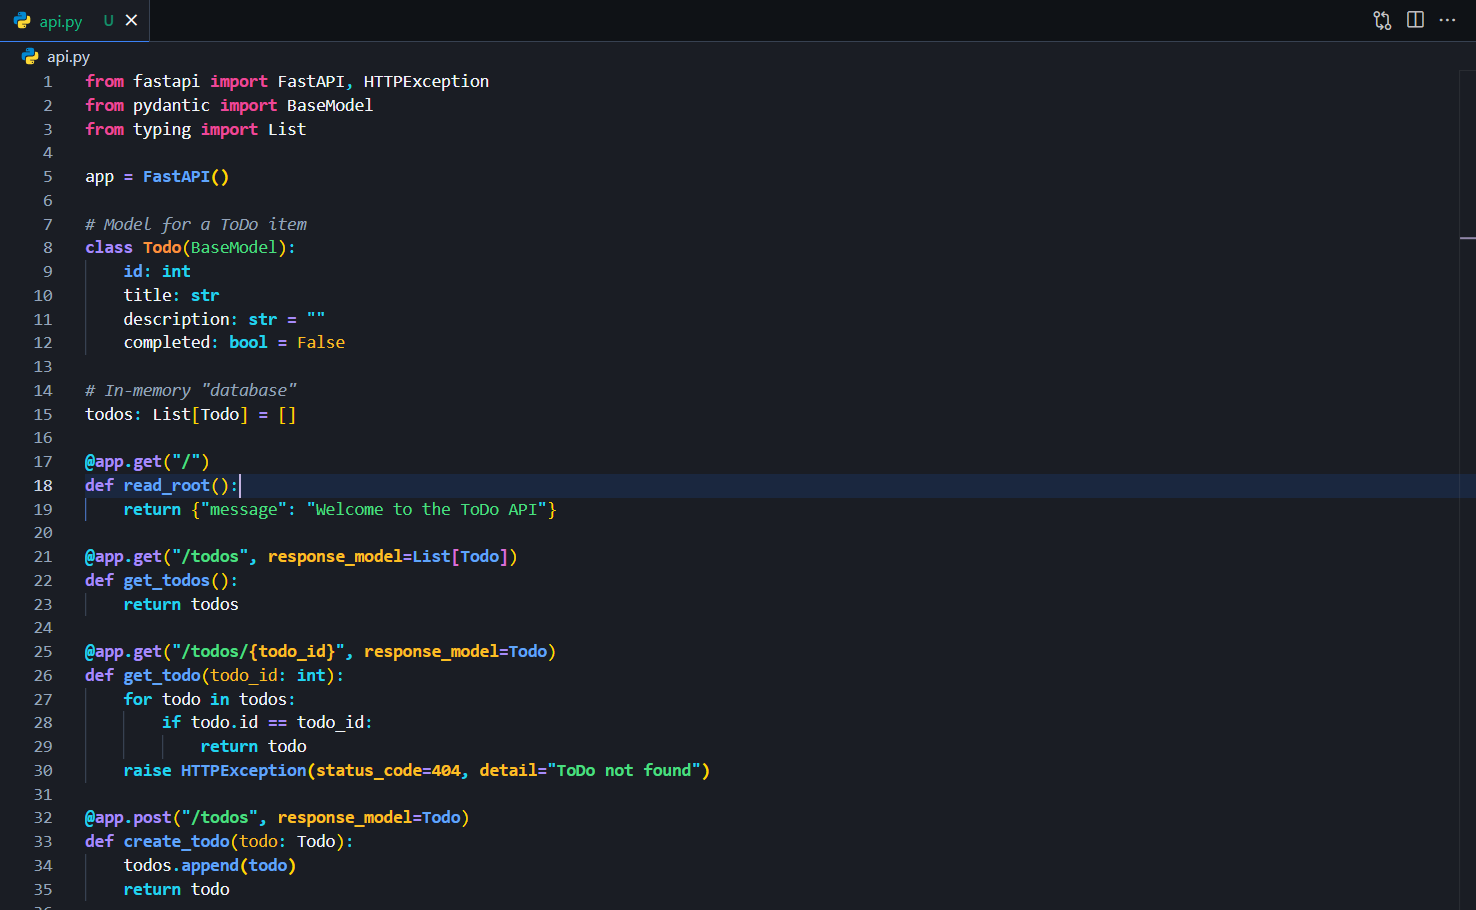 api.py U
api.py
1 from fastapi import FastAPI, HTTPException
2 from pydantic import BaseModel
3 from typing import List
4
5 app = FastAPI()
6
7 # Model for a ToDo item
8 class Todo(BaseModel):
9     id: int
10     title: str
11     description: str = ""
12     completed: bool = False
13
14 # In-memory "database"
15 todos: List[Todo] = []
16
17 @app.get("/")
18 def read_root():
19     return {"message": "Welcome to the ToDo API"}
20
21 @app.get("/todos", response_model=List[Todo])
22 def get_todos():
23     return todos
24
25 @app.get("/todos/{todo_id}", response_model=Todo)
26 def get_todo(todo_id: int):
27     for todo in todos:
28         if todo.id == todo_id:
29             return todo
30     raise HTTPException(status_code=404, detail="ToDo not found")
31
32 @app.post("/todos", response_model=Todo)
33 def create_todo(todo: Todo):
34     todos.append(todo)
35     return todo